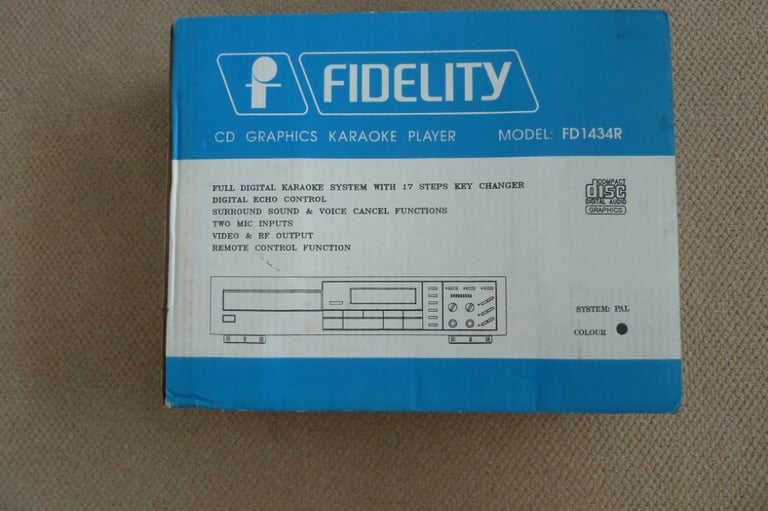 FIDELITY
CD GRAPHICS KARAOKE PLAYER MODEL: FD1434R
FULL DIGITAL KARAOKE SYSTEM WITH 17 STEPS KEY CHANGER
DIGITAL ECHO CONTROL
SURROUND SOUND & VOICE CANCEL FUNCTIONS
TWO MIC INPUTS
VIDEO & RF OUTPUT
REMOTE CONTROL FUNCTION
COMPACT
disc
DIGITAL AUDIO
GRAPHICS
SYSTEM: PAL
COLOUR